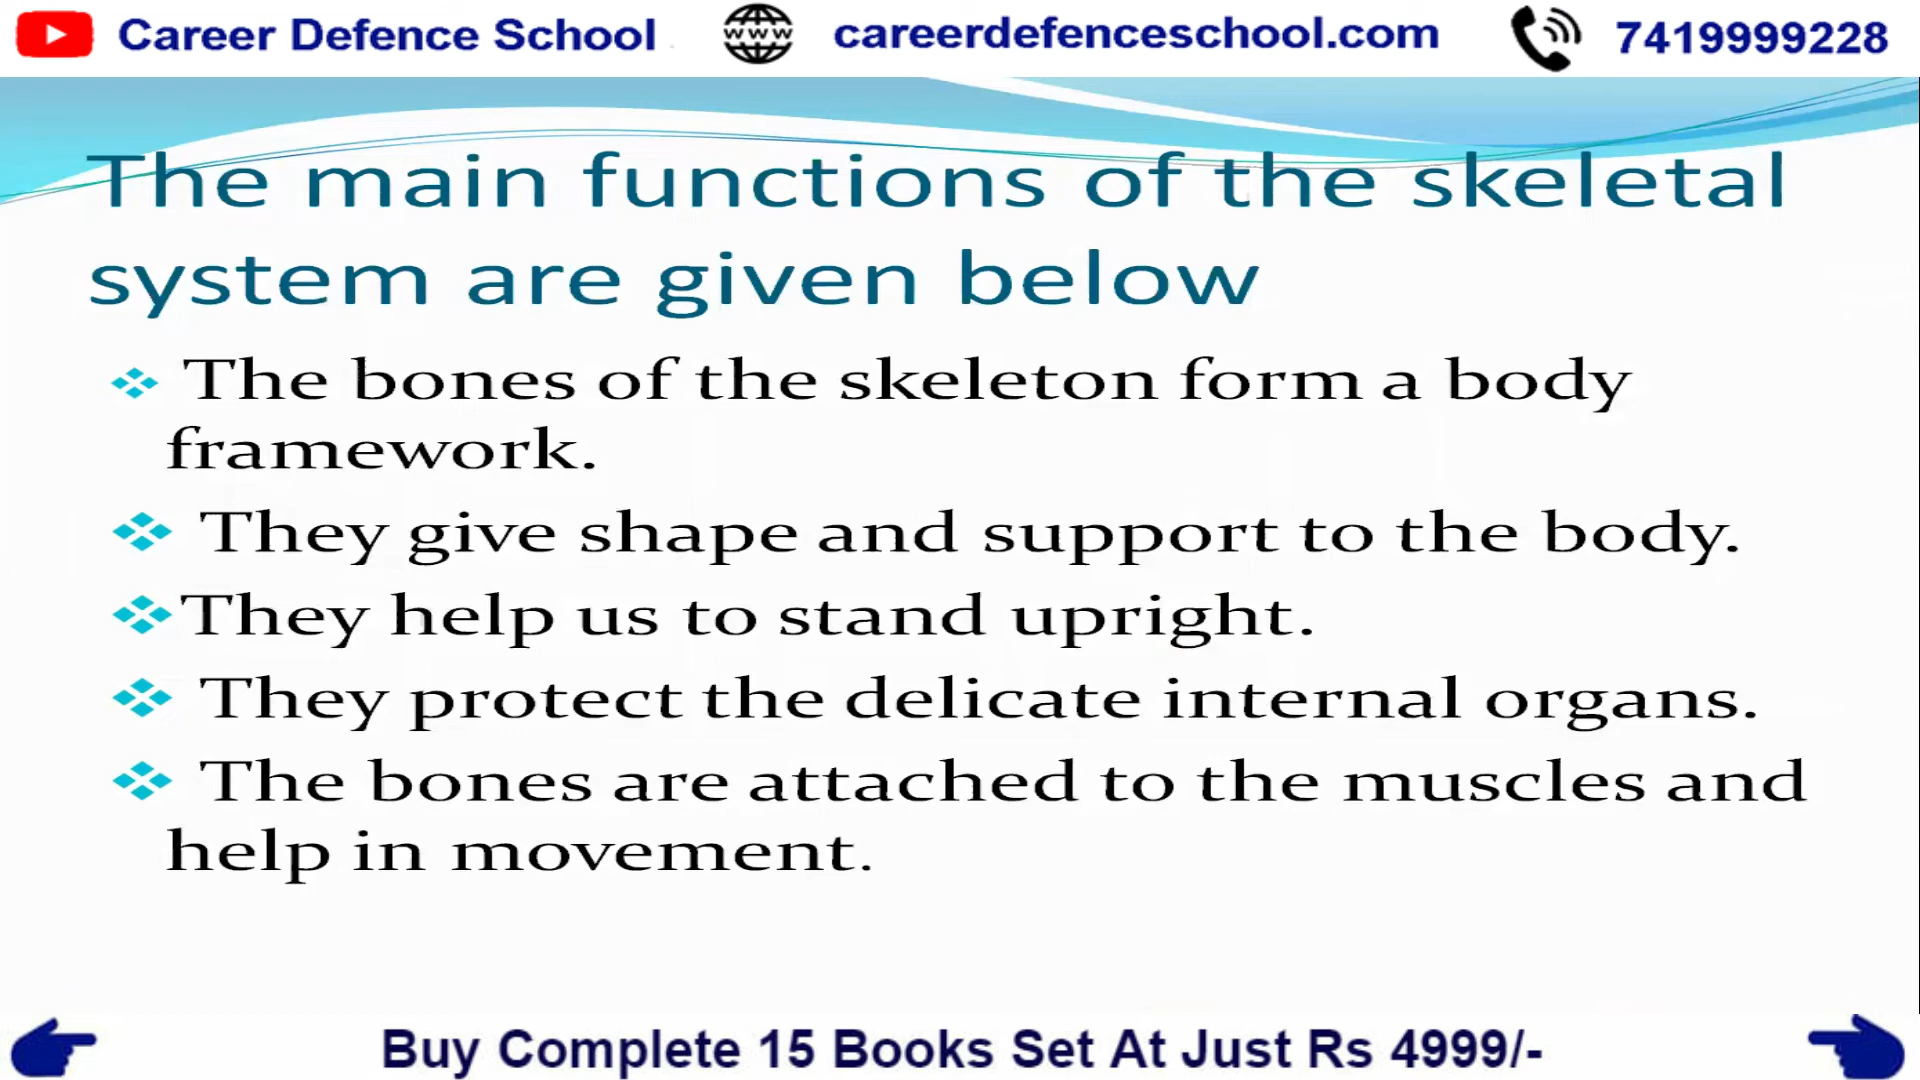 Career Defence School
www
careerdefenceschool.com
7419999228
The main functions of the skeletal
system are given below
The bones of the skeleton form a body
framework.
They give shape and support to the body.
They help us to stand upright.
They protect the delicate internal organs.
The bones are attached to the muscles and
help in movement.
Buy Complete 15 Books Set At Just Rs 4999/-